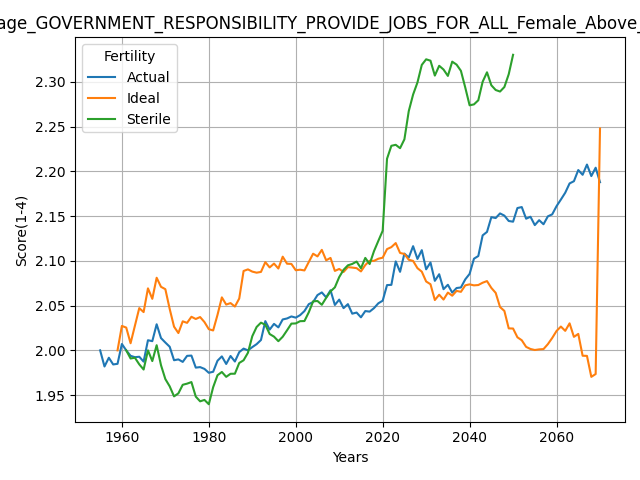 age_GOVERNMENT_RESPONSIBILITY_PROVIDE_JOBS_FOR_ALL_Female_Above_
Fertility
Actual
Ideal
Sterile
2.30
2.25
2.20
2.15
2.10
2.05
2.00
1.95
Score(1-4)
1960 1980 2000 2020 2040 2060
Years